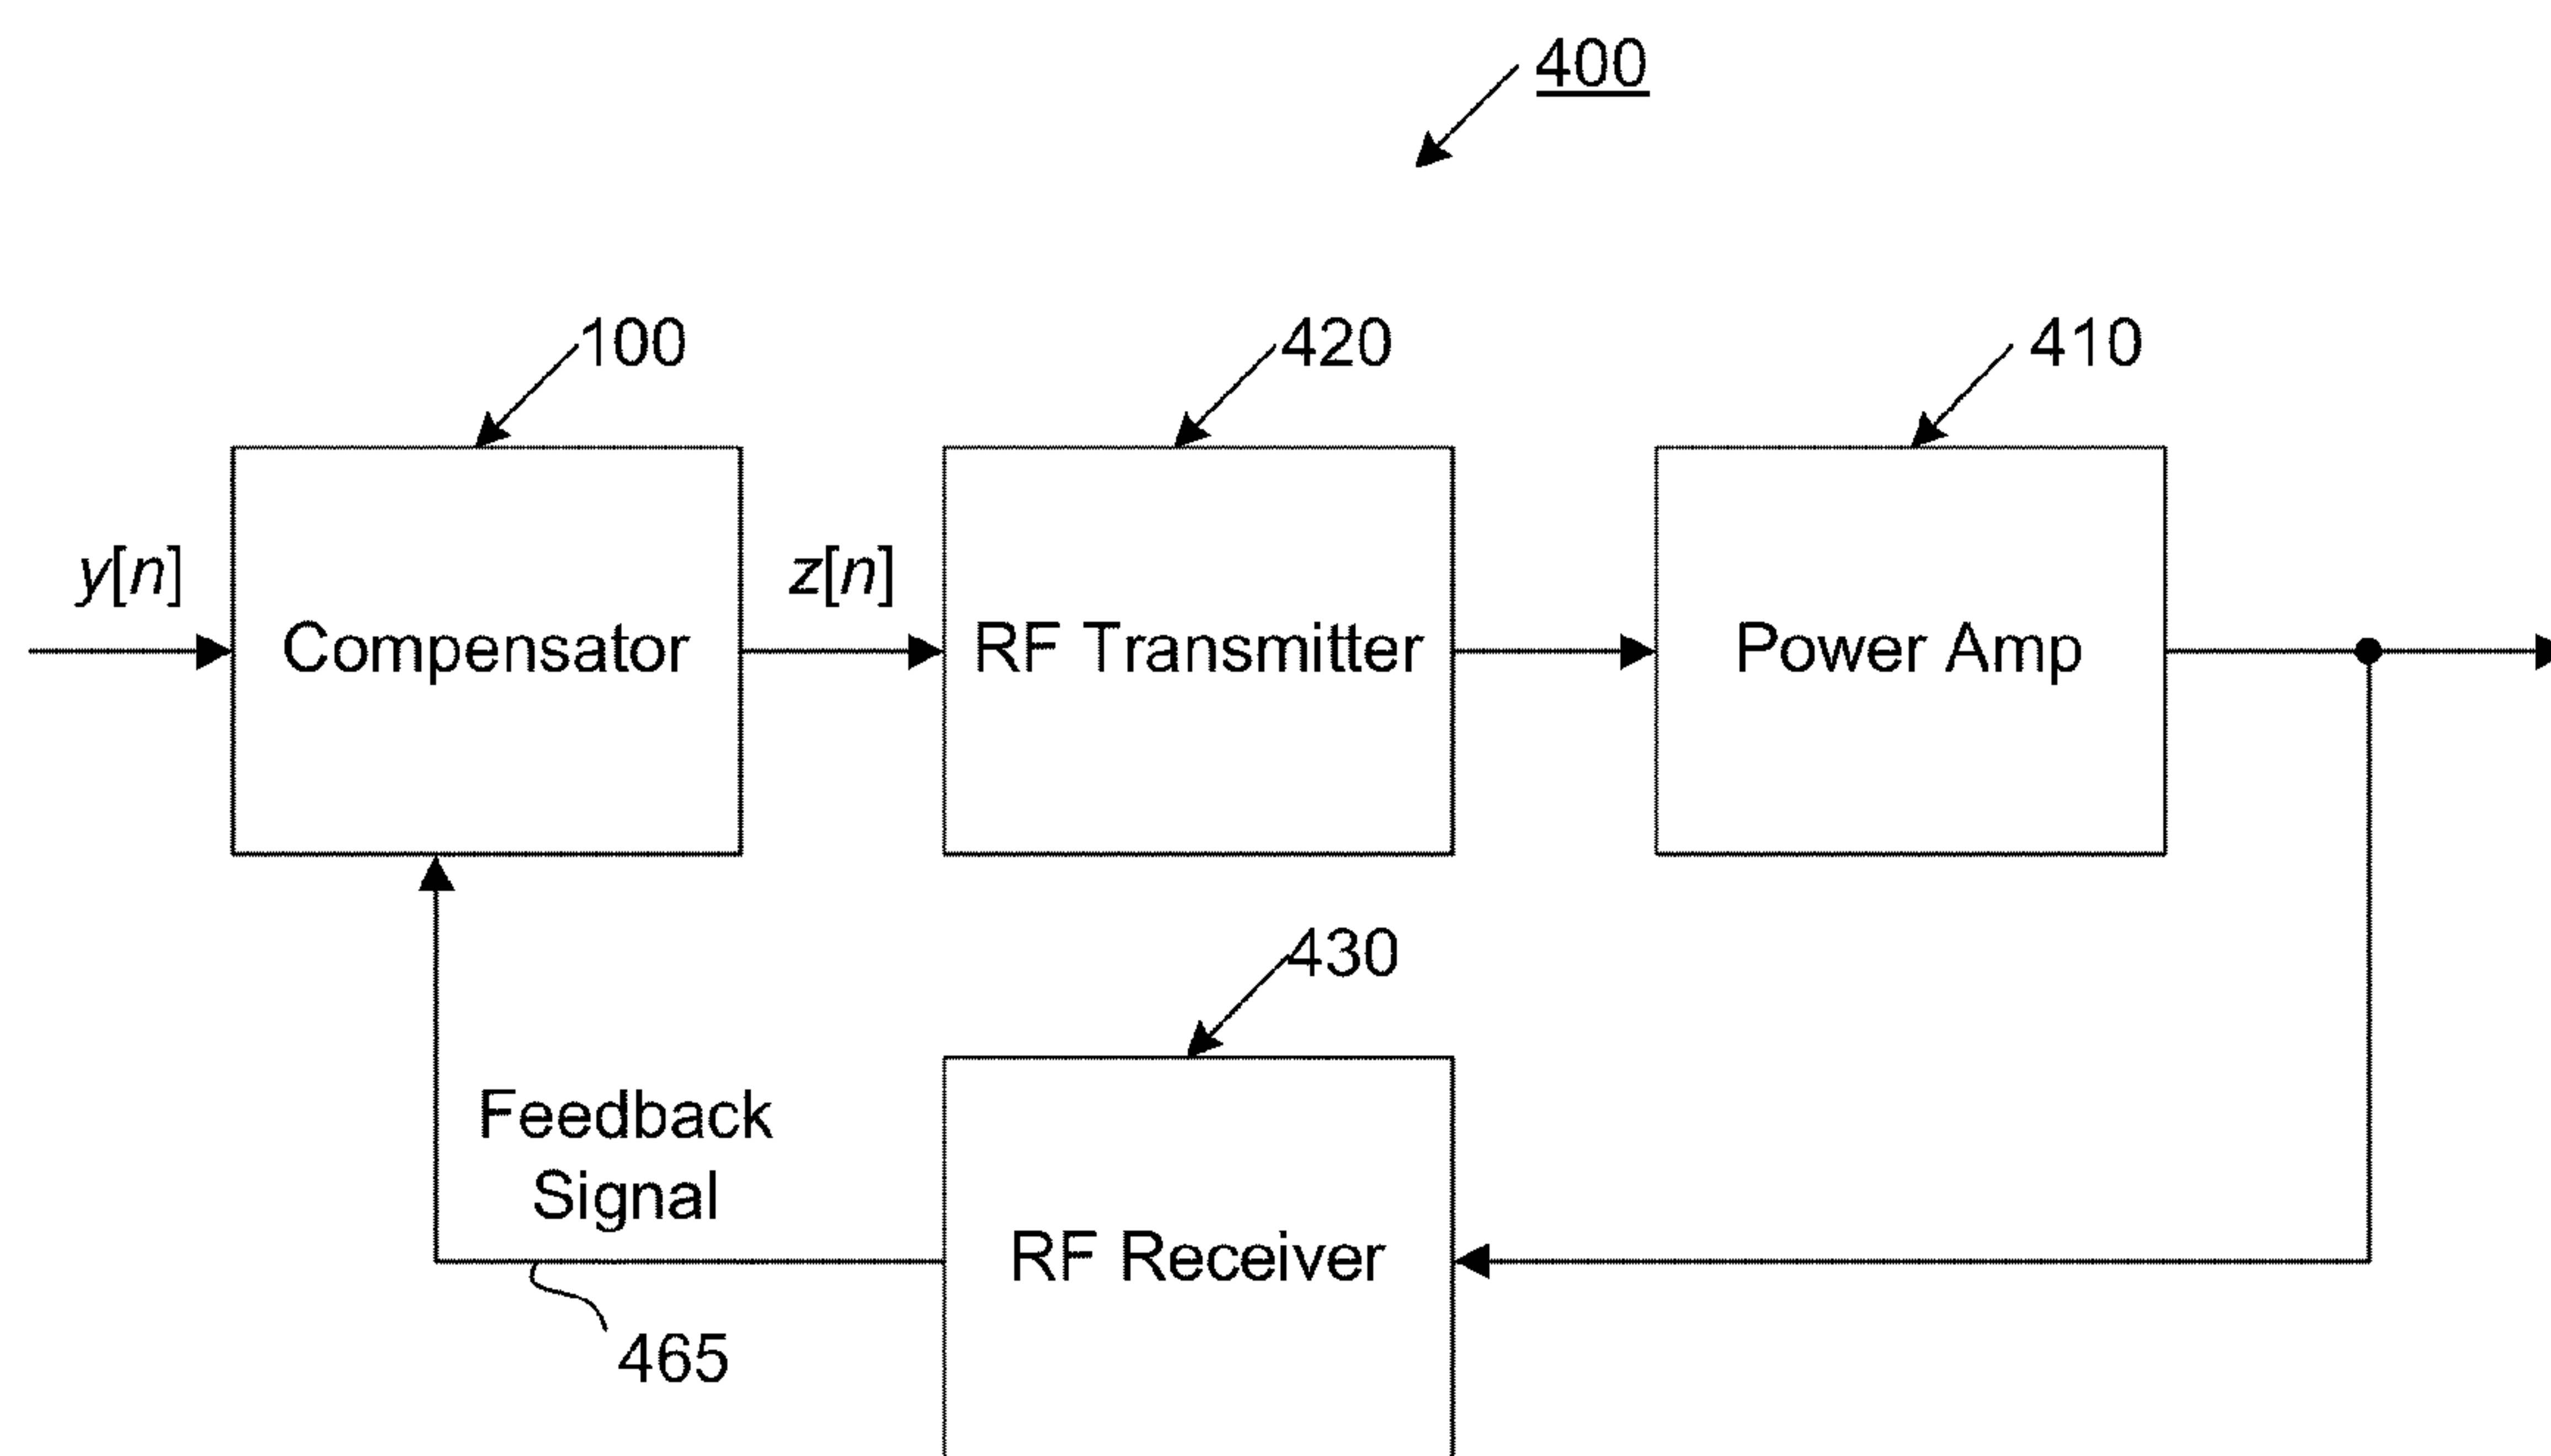 400
100
420
410
y[n]
Compensator
z[n]
RF Transmitter
Power Amp
430
Feedback
Signal
RF Receiver
465